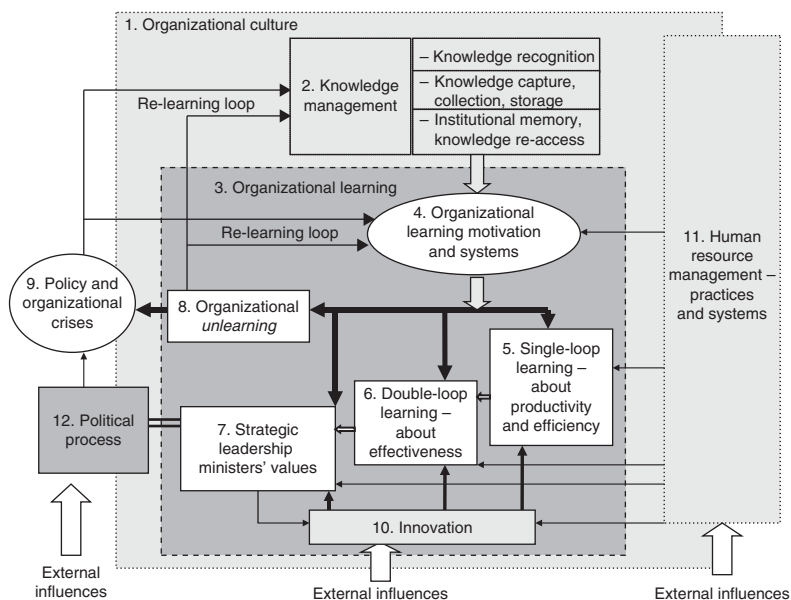 1. Organizational culture
2. Knowledge
management
– Knowledge recognition
– Knowledge capture,
collection, storage
– Institutional memory,
knowledge re-access
Re-learning loop
3. Organizational learning
4. Organizational
learning motivation
and systems
Re-learning loop
11. Human
resource
management –
practices
and systems
9. Policy and
organizational
crises
8. Organizational
unlearning
5. Single-loop
learning –
about
productivity
and efficiency
6. Double-loop
learning –
about
effectiveness
7. Strategic
leadership
ministers’ values
12. Political
process
10. Innovation
External
influences
External influences
External influences